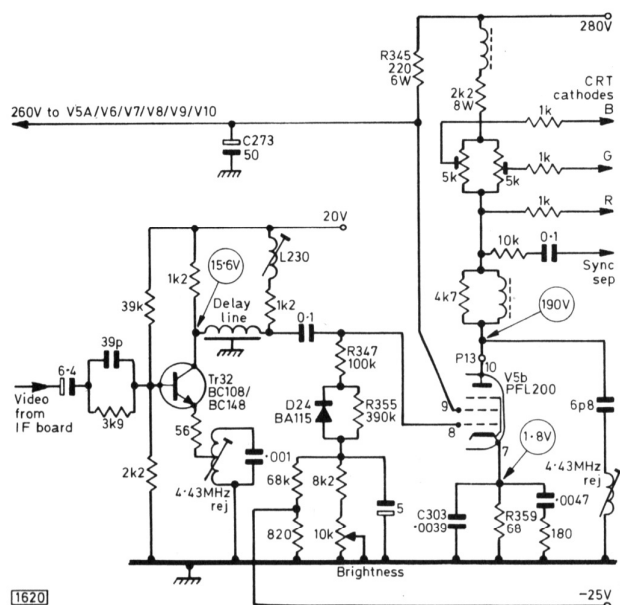 280V
R345
220
6W
2k2
8W
CRT
cathodes
B
1k
260V to V5A/V6/V7/V8/V9/V10
C273
50
5k
5k
1k
G
1k
R
20V
L230
10k
0·1
Sync
sep
1k2
15·6V
39k
Delay
line
1k2
0·1
4k7
190V
39p
6·4
Video
from
IF board
3k9
Tr32
BC108/
BC148
R347
100k
P13
10
V5b
PFL200
9
8
7
D24
BA115
R355
390k
6p8
56
·001
1·8V
2k2
4·43MHz
rej
68k
8k2
5
4·43MHz
rej
C303
·0039
R359
68
·0047
180
820
10k
Brightness
1620
−25V